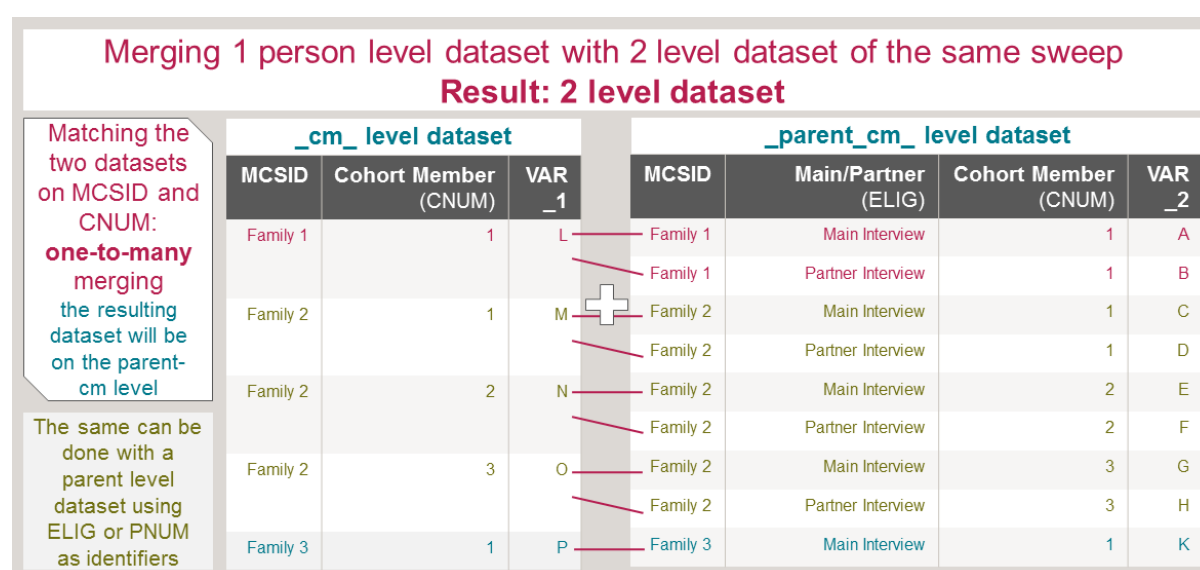 Merging 1 person level dataset with 2 level dataset of the same sweep
Result: 2 level dataset
Matching the
two datasets
on MCSID and
CNUM:
one-to-many
merging
the resulting
dataset will be
on the parent-
cm level
The same can be
done with a
parent level
dataset using
ELIG or PNUM
as identifiers
_cm_ level dataset
MCSID Cohort Member (CNUM) VAR _1
Family 1 1 L
Family 2 1 M
Family 2 2 N
Family 2 3 O
Family 3 1 P
_parent_cm_ level dataset
MCSID Main/Partner (ELIG) Cohort Member (CNUM) VAR _2
Family 1 Main Interview 1 A
Family 1 Partner Interview 1 B
Family 2 Main Interview 1 C
Family 2 Partner Interview 1 D
Family 2 Main Interview 2 E
Family 2 Partner Interview 2 F
Family 2 Main Interview 3 G
Family 2 Partner Interview 3 H
Family 3 Main Interview 1 K